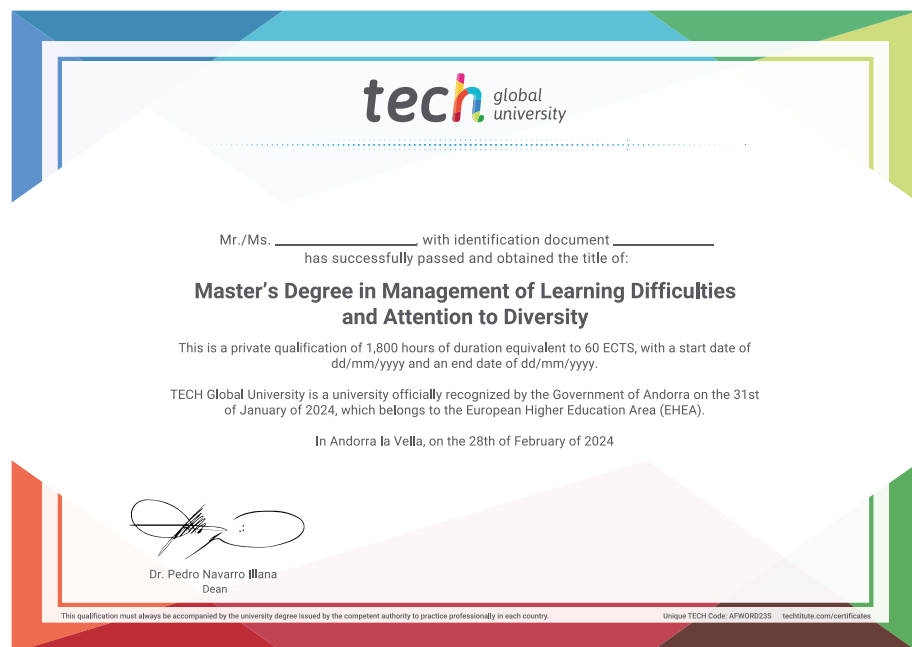 tech global university
Mr./Ms. ________________, with identification document ____________
has successfully passed and obtained the title of:
Master's Degree in Management of Learning Difficulties
and Attention to Diversity
This is a private qualification of 1,800 hours of duration equivalent to 60 ECTS, with a start date of
dd/mm/yyyy and an end date of dd/mm/yyyy.
TECH Global University is a university officially recognized by the Government of Andorra on the 31st
of January of 2024, which belongs to the European Higher Education Area (EHEA).
In Andorra la Vella, on the 28th of February of 2024
Dr. Pedro Navarro Illana
Dean
This qualification must always be accompanied by the university degree issued by the competent authority to practice professionally in each country. Unique TECH Code: AFWORD23S techtitute.com/certificates